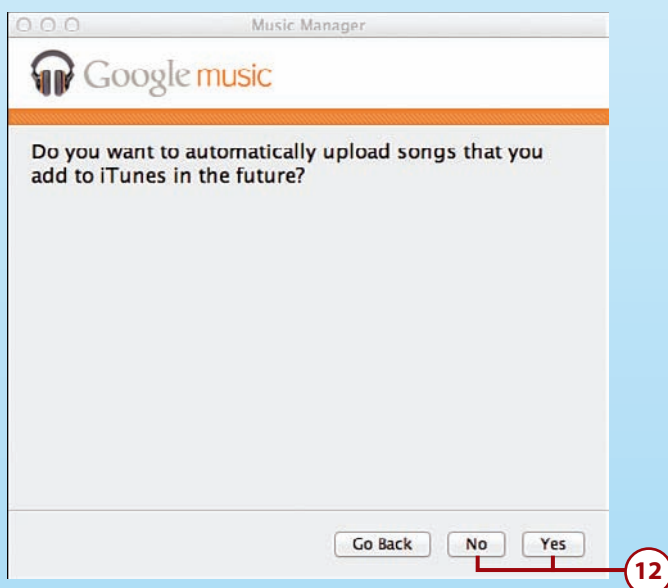 Music Manager
Google music
Do you want to automatically upload songs that you
add to iTunes in the future?
Go Back No Yes
12